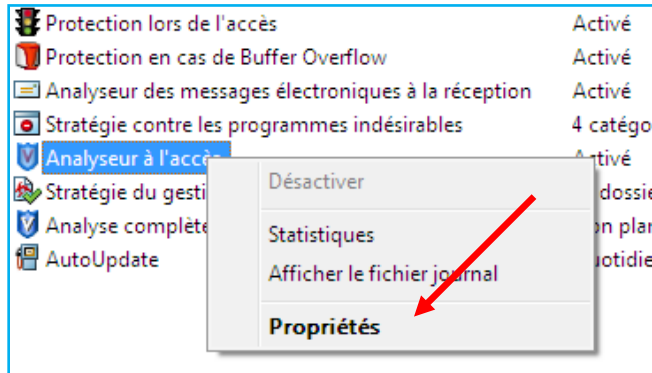 Protection lors de l'accès Activé
Protection en cas de Buffer Overflow Activé
Analyseur des messages électroniques à la réception Activé
Stratégie contre les programmes indésirables 4 catégo
Analyseur à l'accès Activé
Désactiver
Stratégie du gesti dossie
Analyse complète on plan
Statistiques
AutoUpdate uotidie
Afficher le fichier journal
Propriétés